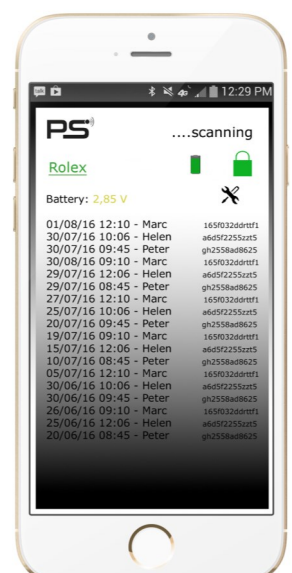 talk 4G 12:29 PM
PS ....scanning
Rolex
Battery: 2,85 V
01/08/16 12:10 - Marc 165f032ddrttf1
30/07/16 10:06 - Helen a6d5f2255zzt5
30/07/16 09:45 - Peter gh2558ad8625
30/08/16 09:10 - Marc 165f032ddrttf1
29/07/16 12:06 - Helen a6d5f2255zzt5
29/07/16 08:45 - Peter gh2558ad8625
27/07/16 12:10 - Marc 165f032ddrttf1
25/07/16 10:06 - Helen a6d5f2255zzt5
20/07/16 09:45 - Peter gh2558ad8625
19/07/16 09:10 - Marc 165f032ddrttf1
15/07/16 12:06 - Helen a6d5f2255zzt5
10/07/16 08:45 - Peter gh2558ad8625
05/07/16 12:10 - Marc 165f032ddrttf1
30/06/16 10:06 - Helen a6d5f2255zzt5
30/06/16 09:45 - Peter gh2558ad8625
26/06/16 09:10 - Marc 165f032ddrttf1
25/06/16 12:06 - Helen a6d5f2255zzt5
20/06/16 08:45 - Peter gh2558ad8625